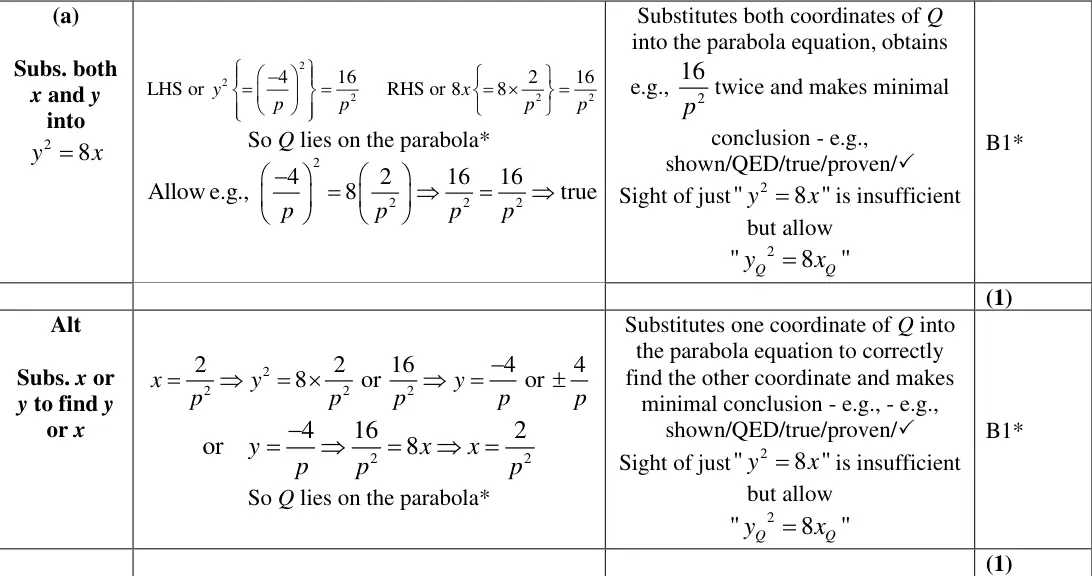 (a)
Subs. both
x and y
into
y² = 8x
LHS or y² {= (−4/p)²} = 16/p² RHS or 8x {= 8 × 2/p²} = 16/p²
So Q lies on the parabola*
Allow e.g., (−4/p)² = 8(2/p²) ⇒ 16/p² = 16/p² ⇒ true
Substitutes both coordinates of Q
into the parabola equation, obtains
e.g., 16/p² twice and makes minimal
conclusion - e.g.,
shown/QED/true/proven/✓
Sight of just " y² = 8x " is insufficient
but allow
" y_Q² = 8x_Q "
B1*
(1)
Alt
Subs. x or
y to find y
or x
x = 2/p² ⇒ y² = 8 × 2/p² or 16/p² ⇒ y = −4/p or ± 4/p
or y = −4/p ⇒ 16/p² = 8x ⇒ x = 2/p²
So Q lies on the parabola*
Substitutes one coordinate of Q into
the parabola equation to correctly
find the other coordinate and makes
minimal conclusion - e.g., - e.g.,
shown/QED/true/proven/✓
Sight of just " y² = 8x " is insufficient
but allow
" y_Q² = 8x_Q "
B1*
(1)